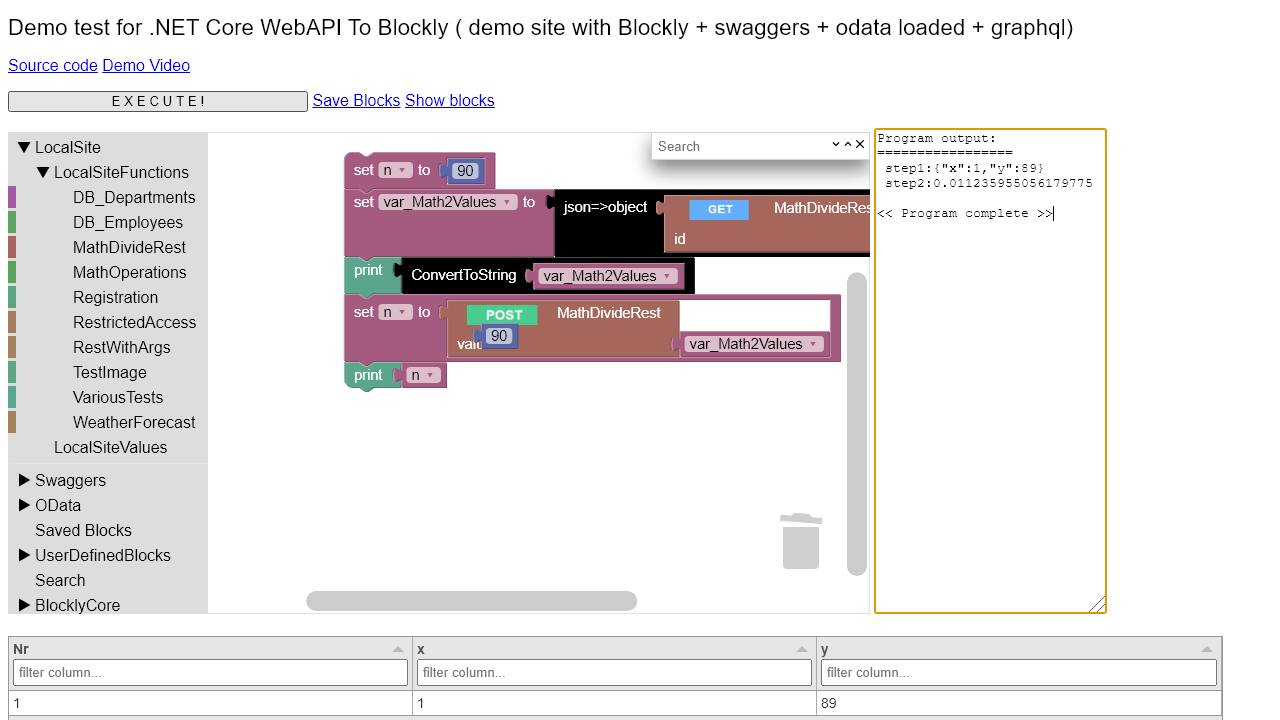 Demo test for .NET Core WebAPI To Blockly ( demo site with Blockly + swaggers + odata loaded + graphql)
Source code Demo Video
E X E C U T E ! Save Blocks Show blocks
LocalSite
LocalSiteFunctions
DB_Departments
DB_Employees
MathDivideRest
MathOperations
Registration
RestrictedAccess
RestWithArgs
TestImage
VariousTests
WeatherForecast
LocalSiteValues
Swaggers
OData
Saved Blocks
UserDefinedBlocks
Search
BlocklyCore
Search
set n to 90
set var_Math2Values to json=>object GET MathDivideRes
id
print ConvertToString var_Math2Values
set n to POST MathDivideRest
90 var_Math2Values
print n
Program output:
=================
step1:{"x":1,"y":89}
step2:0.011235955056179775
<< Program complete >>
Nr x y
filter column... filter column... filter column...
1 1 89